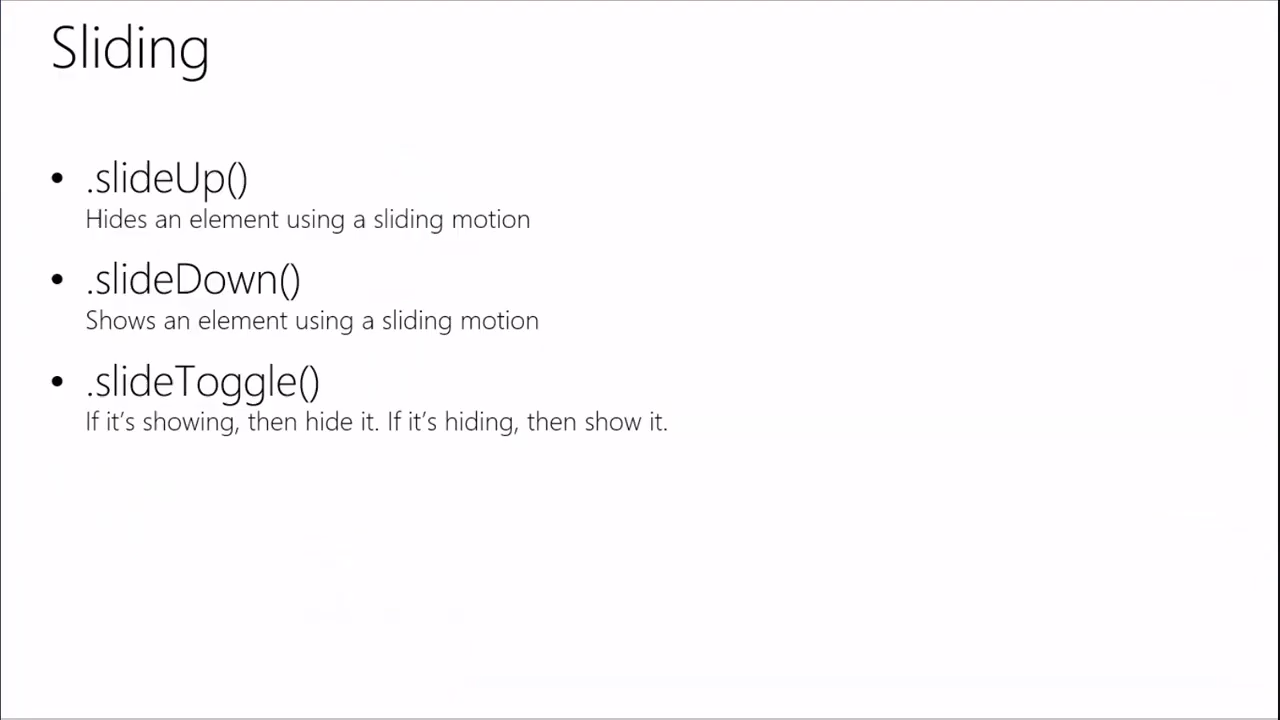 Sliding
• .slideUp()
Hides an element using a sliding motion
• .slideDown()
Shows an element using a sliding motion
• .slideToggle()
If it’s showing, then hide it. If it’s hiding, then show it.